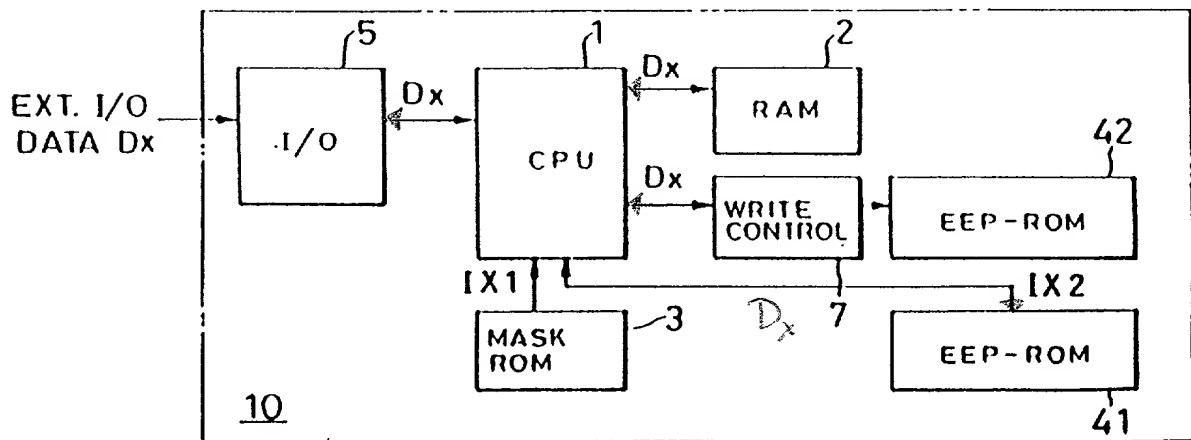 5
1
2
EXT. I/O
DATA Dx
I/O
Dx
CPU
Dx
RAM
42
Dx
WRITE
CONTROL
EEP-ROM
IX1
IX2
MASK
ROM
3
Dx
7
EEP-ROM
10
41